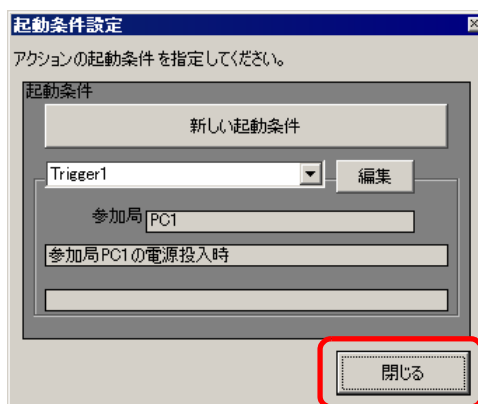 起動条件設定
アクションの起動条件を指定してください。
起動条件
新しい起動条件
Trigger1
編集
参加局 PC1
参加局PC1の電源投入時
閉じる